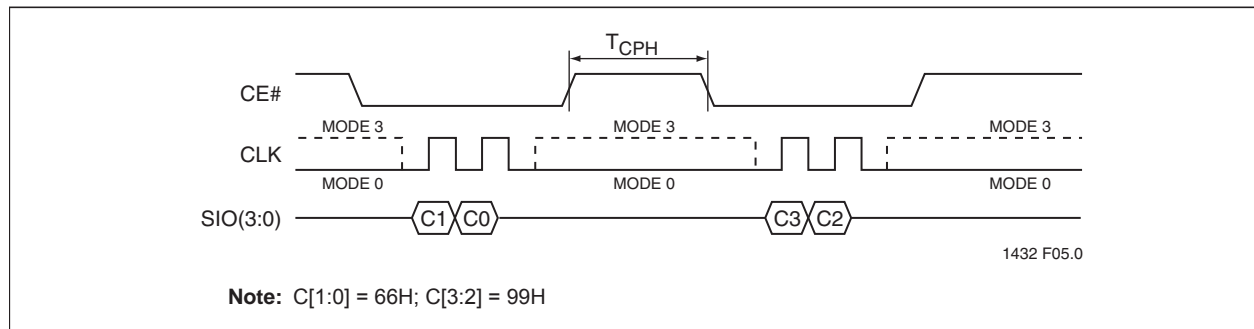 TCPH
CE#
MODE 3 MODE 3 MODE 3
CLK
MODE 0 MODE 0 MODE 0
SIO(3:0) C1 C0 C3 C2
1432 F05.0
Note: C[1:0] = 66H; C[3:2] = 99H